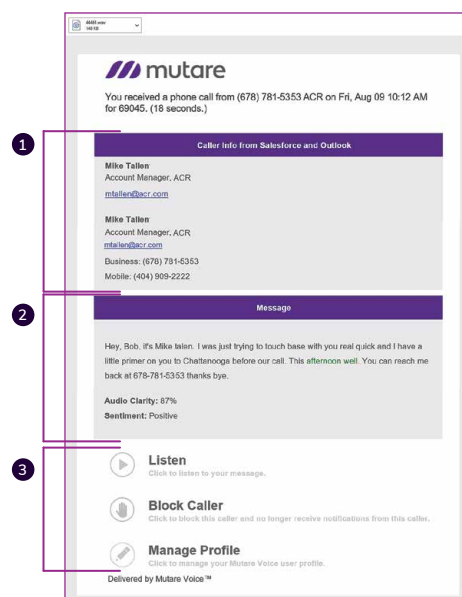 mutare
You received a phone call from (678) 781-5353 ACR on Fri, Aug 09 10:12 AM
for 69045. (18 seconds.)
1
Caller Info from Salesforce and Outlook
Mike Tallen
Account Manager, ACR
mtallen@acr.com
Mike Tallen
Account Manager, ACR
mtallen@acr.com
Business: (678) 781-5353
Mobile: (404) 909-2222
2
Message
Hey, Bob, it's Mike talen. I was just trying to touch base with you real quick and I have a
little primer on you to Chattanooga before our call. This afternoon well. You can reach me
back at 678-781-5353 thanks bye.
Audio Clarity: 87%
Sentiment: Positive
3
Listen
Click to listen to your message.
Block Caller
Click to block this caller and no longer receive notifications from this caller.
Manage Profile
Click to manage your Mutare Voice user profile.
Delivered by Mutare Voice™